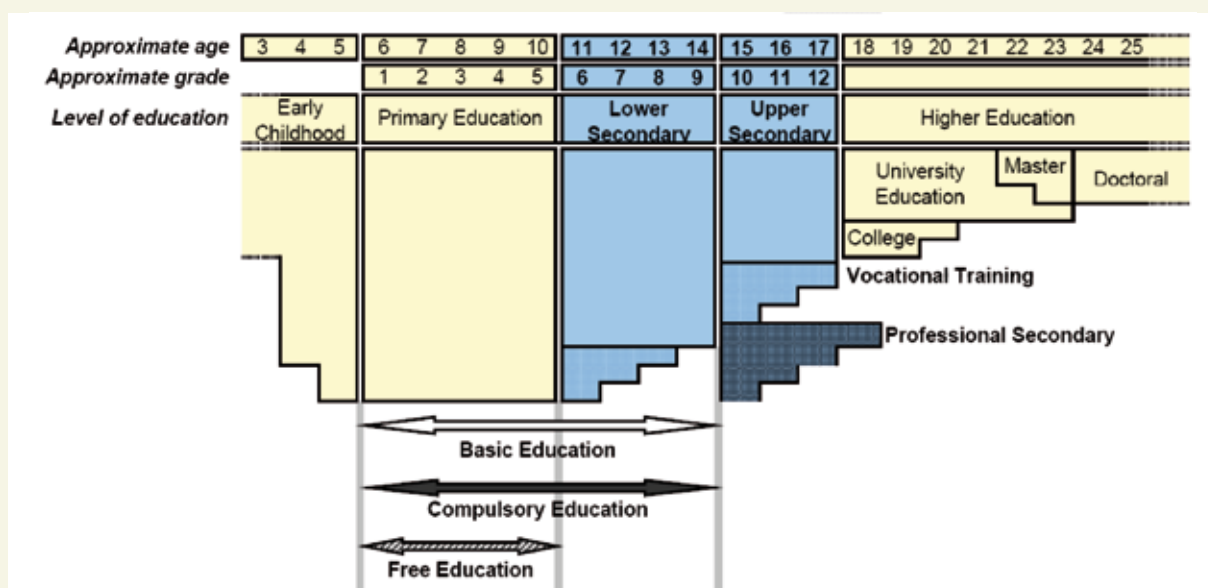 Approximate age 3 4 5 6 7 8 9 10 11 12 13 14 15 16 17 18 19 20 21 22 23 24 25
Approximate grade 1 2 3 4 5 6 7 8 9 10 11 12
Level of education
Early
Childhood
Primary Education
Lower
Secondary
Upper
Secondary
Higher Education
University
Education
Master
Doctoral
College
Vocational Training
Professional Secondary
Basic Education
Compulsory Education
Free Education